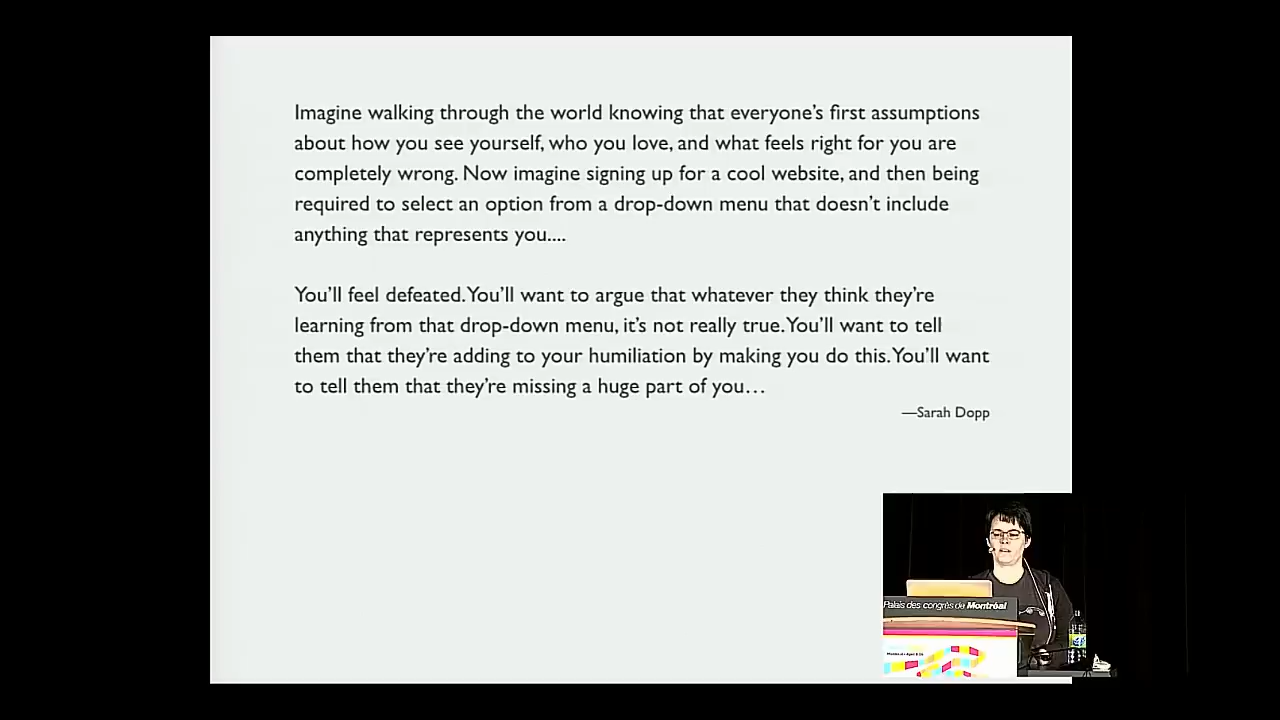 Imagine walking through the world knowing that everyone's first assumptions
about how you see yourself, who you love, and what feels right for you are
completely wrong. Now imagine signing up for a cool website, and then being
required to select an option from a drop-down menu that doesn't include
anything that represents you....
You'll feel defeated. You'll want to argue that whatever they think they're
learning from that drop-down menu, it's not really true. You'll want to tell
them that they're adding to your humiliation by making you do this. You'll want
to tell them that they're missing a huge part of you…
—Sarah Dopp
Palais des congrès de Montréal